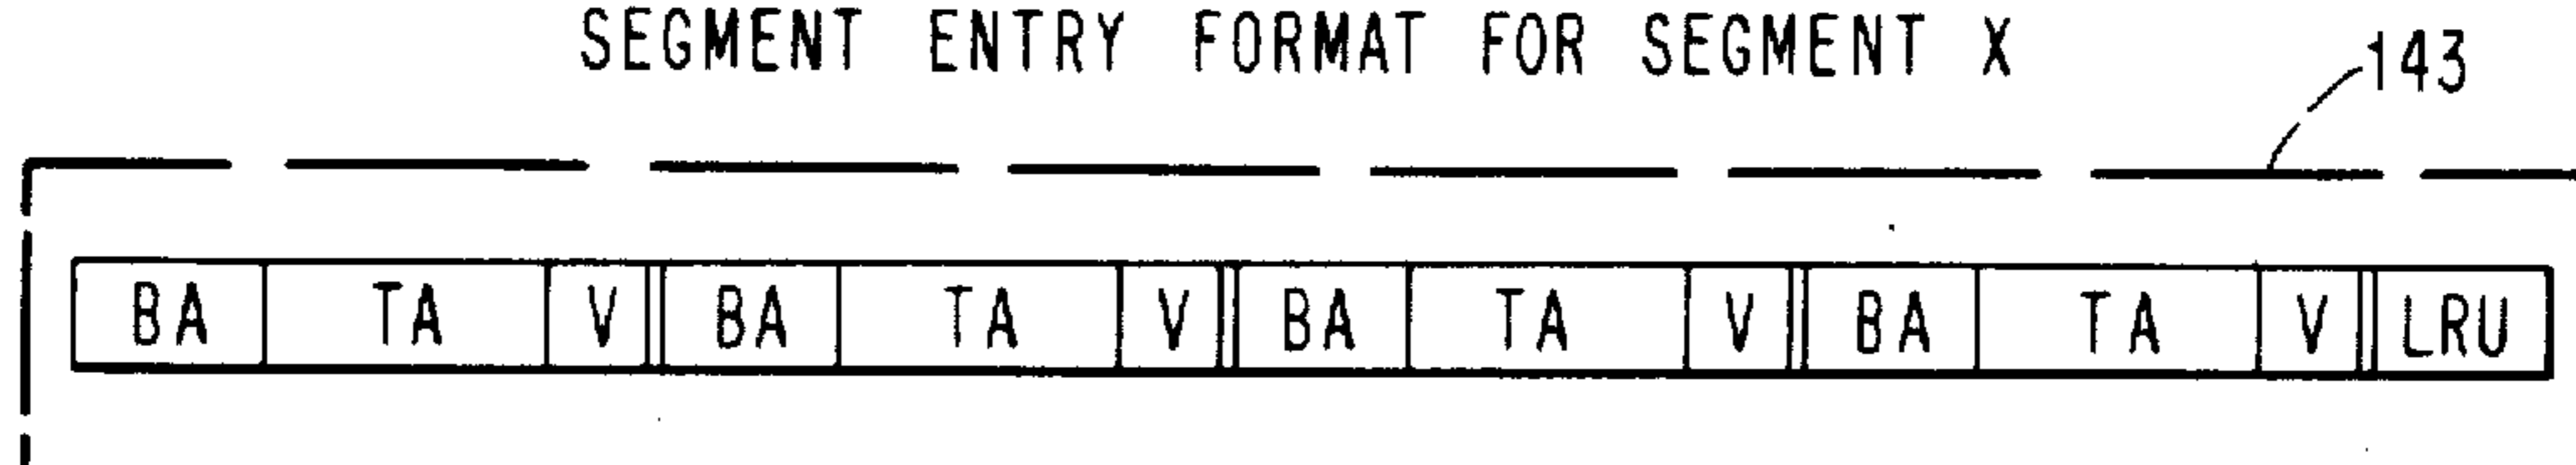 SEGMENT ENTRY FORMAT FOR SEGMENT X
143
BA TA V BA TA V BA TA V BA TA V LRU